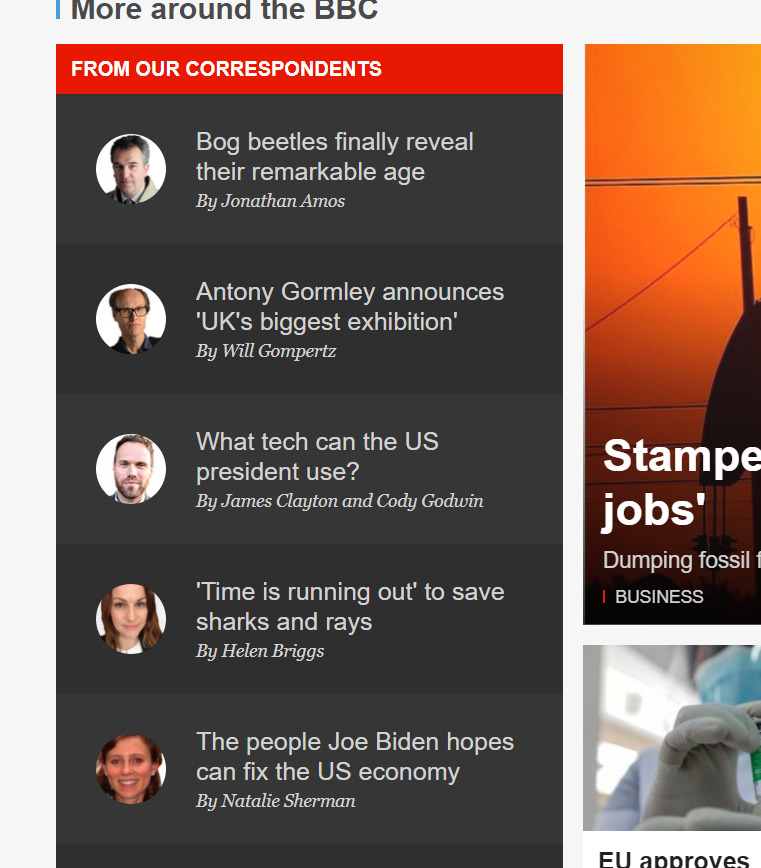 More around the BBC
FROM OUR CORRESPONDENTS
Bog beetles finally reveal
their remarkable age
By Jonathan Amos
Antony Gormley announces
'UK's biggest exhibition'
By Will Gompertz
What tech can the US
president use?
By James Clayton and Cody Godwin
'Time is running out' to save
sharks and rays
By Helen Briggs
The people Joe Biden hopes
can fix the US economy
By Natalie Sherman
Stampe
jobs'
Dumping fossil f
BUSINESS
EU approves